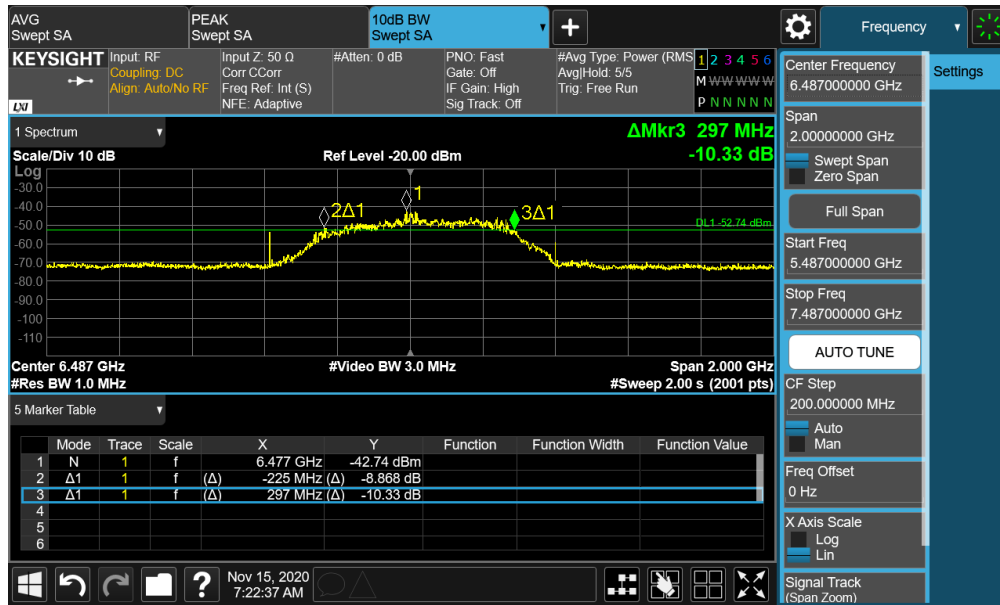 AVG
Swept SA
PEAK
Swept SA
10dB BW
Swept SA
Frequency
KEYSIGHT
LXI
Input: RF
Coupling: DC
Align: Auto/No RF
Input Z: 50 Ω
Corr CCorr
Freq Ref: Int (S)
NFE: Adaptive
#Atten: 0 dB
PNO: Fast
Gate: Off
IF Gain: High
Sig Track: Off
#Avg Type: Power (RMS
Avg|Hold: 5/5
Trig: Free Run
1 2 3 4 5 6
M W W W W W
P N N N N N
1 Spectrum
ΔMkr3 297 MHz
-10.33 dB
Scale/Div 10 dB
Ref Level -20.00 dBm
Log
-30.0
-40.0
-50.0
-60.0
-70.0
-80.0
-90.0
-100
-110
2Δ1
1
3Δ1
DL1 -52.74 dBm
Center 6.487 GHz
#Video BW 3.0 MHz
Span 2.000 GHz
#Res BW 1.0 MHz
#Sweep 2.00 s (2001 pts)
5 Marker Table
Mode Trace Scale X Y Function Function Width Function Value
1 N 1 f 6.477 GHz -42.74 dBm
2 Δ1 1 f (Δ) -225 MHz (Δ) -8.868 dB
3 Δ1 1 f (Δ) 297 MHz (Δ) -10.33 dB
4
5
6
Nov 15, 2020
7:22:37 AM
Center Frequency
6.487000000 GHz
Span
2.00000000 GHz
Swept Span
Zero Span
Full Span
Start Freq
5.487000000 GHz
Stop Freq
7.487000000 GHz
AUTO TUNE
CF Step
200.000000 MHz
Auto
Man
Freq Offset
0 Hz
X Axis Scale
Log
Lin
Signal Track
(Span Zoom)
Settings